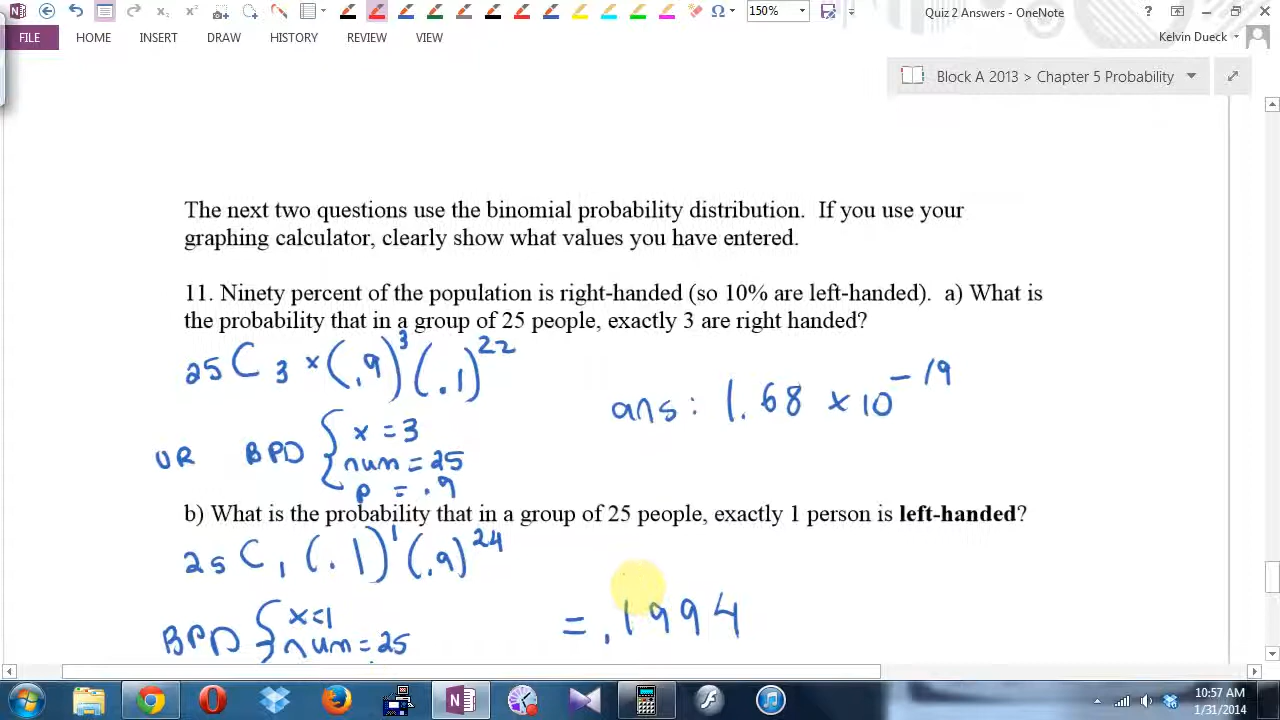 Quiz 2 Answers - OneNote
150%
FILE HOME INSERT DRAW HISTORY REVIEW VIEW
Kelvin Dueck
Block A 2013 > Chapter 5 Probability
The next two questions use the binomial probability distribution. If you use your
graphing calculator, clearly show what values you have entered.
11. Ninety percent of the population is right-handed (so 10% are left-handed). a) What is
the probability that in a group of 25 people, exactly 3 are right handed?
25 C 3 × (.9)^3 (.1)^22
ans: 1.68 × 10^-19
OR BPD { x = 3
num = 25
p = .9
b) What is the probability that in a group of 25 people, exactly 1 person is left-handed?
25 C 1 (.1)^1 (.9)^24
= .1994
BPD { x=1
num = 25
10:57 AM
1/31/2014